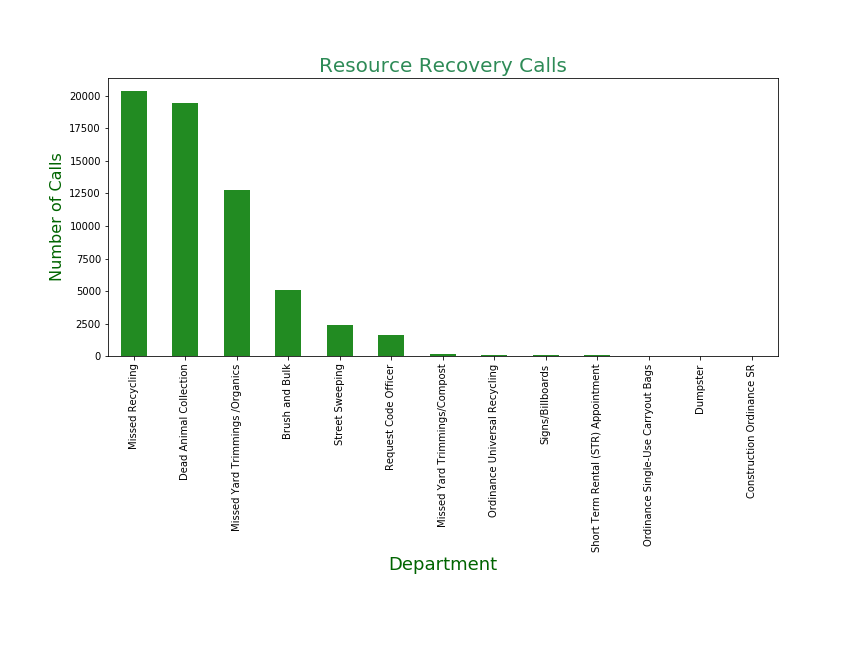 Resource Recovery Calls
Number of Calls
20000
17500
15000
12500
10000
7500
5000
2500
0
Missed Recycling
Dead Animal Collection
Missed Yard Trimmings /Organics
Brush and Bulk
Street Sweeping
Request Code Officer
Missed Yard Trimmings/Compost
Ordinance Universal Recycling
Signs/Billboards
Short Term Rental (STR) Appointment
Ordinance Single-Use Carryout Bags
Dumpster
Construction Ordinance SR
Department